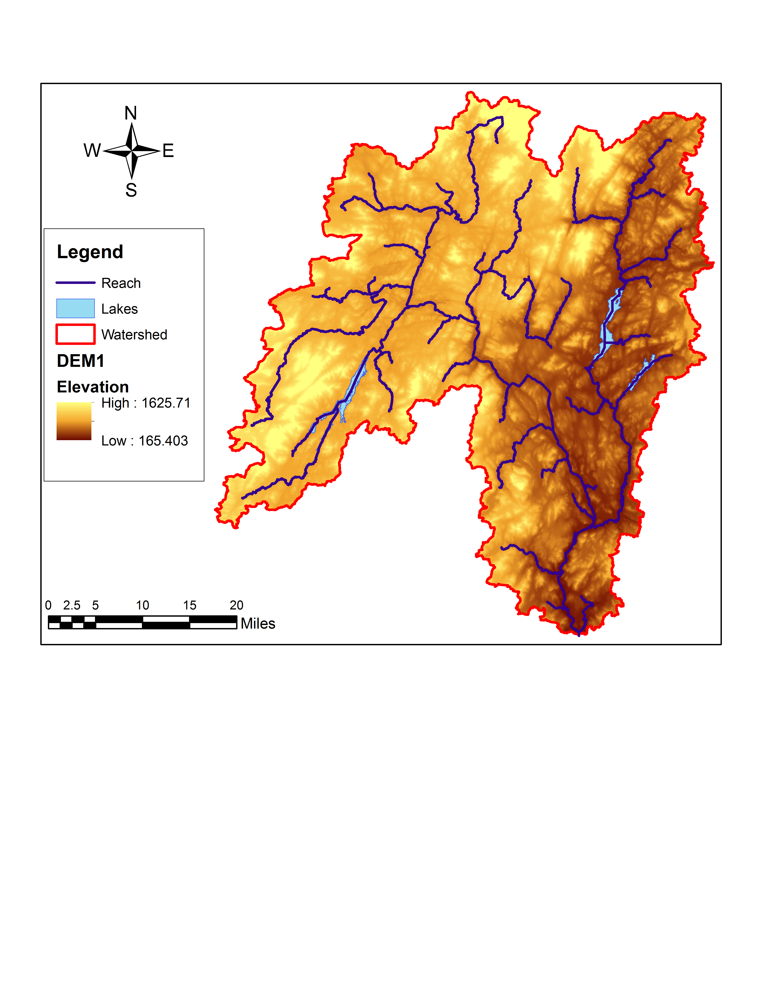 N
W E
S
Legend
Reach
Lakes
Watershed
DEM1
Elevation
High : 1625.71
Low : 165.403
0 2.5 5 10 15 20
Miles